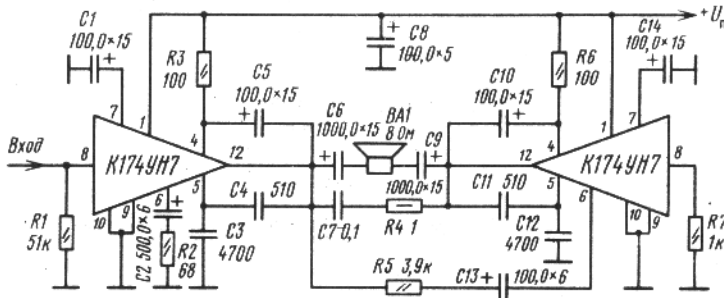 C1
100,0×15
R3
100
C8
100,0×5
+Uп
R6
100
C14
100,0×15
C5
100,0×15
C6
1000,0×15
BA1
8 Ом
C9
1000,0×15
C10
100,0×15
7
1
4
12
Вход
8
К174УН7
5
10
9
6
R1
51к
C2 500,0×6
R2
68
C3
4700
C4
510
C7 0,1
R4 1
C11
510
C12
4700
R5 3,9к
C13
100,0×6
12
4
5
6
1
7
8
К174УН7
10
9
R7
1к